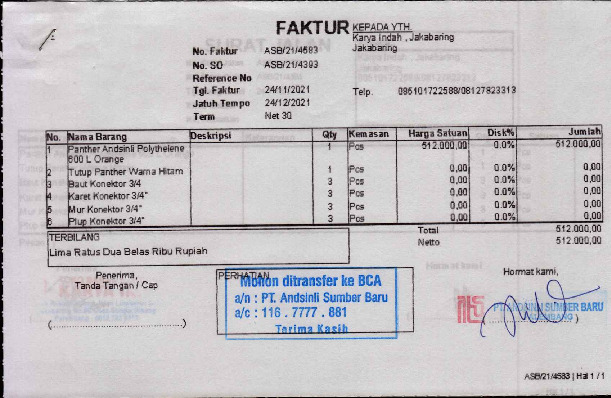 FAKTUR
KEPADA YTH.
Karya Indah , Jakabaring
Jakabaring
No. Faktur ASB/21/4583
No. SO ASB/21/4393
Reference No
Tgl. Faktur 24/11/2021 Telp. 085101722588/08127823313
Jatuh Tempo 24/12/2021
Term Net 30
No. Nama Barang Deskripsi Qty Kemasan Harga Satuan Disk% Jumlah
1 Panther Andsinli Polythelene 1 Pcs 512.000,00 0.0% 512.000,00
600 L Orange
2 Tutup Panther Warna Hitam 1 Pcs 0,00 0.0% 0,00
3 Baut Konektor 3/4 3 Pcs 0,00 0.0% 0,00
4 Karet Konektor 3/4" 3 Pcs 0,00 0.0% 0,00
5 Mur Konektor 3/4" 3 Pcs 0,00 0.0% 0,00
6 Plup Konektor 3/4" 3 Pcs 0,00 0.0% 0,00
Total 512.000,00
Netto 512.000,00
TERBILANG
Lima Ratus Dua Belas Ribu Rupiah
Penerima,
Tanda Tangan / Cap
PERHATIAN
Mohon ditransfer ke BCA
a/n : PT. Andsinli Sumber Baru
a/c : 116 . 7777 . 881
Terima Kasih
Hormat kami,
PT. ANDSINLI SUMBER BARU
PALEMBANG
ASB/21/4583 | Hal 1 / 1